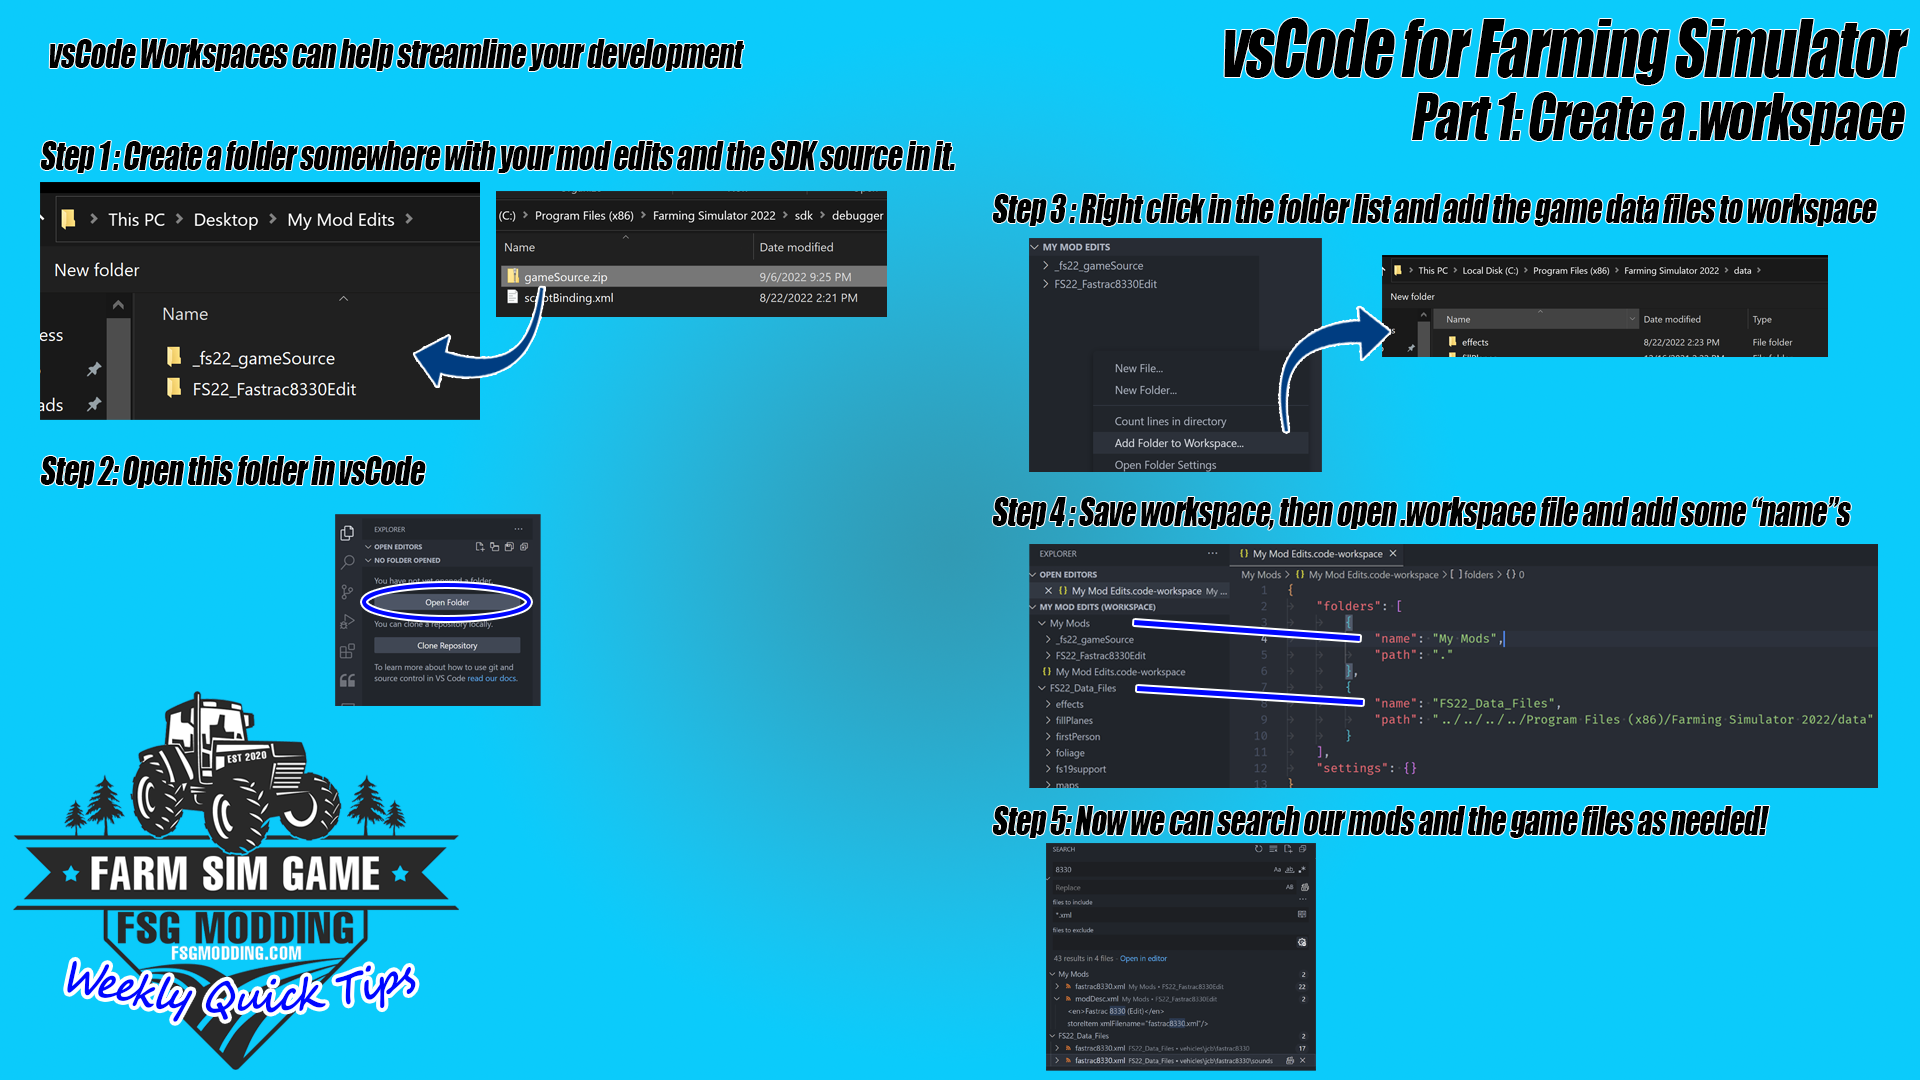 vsCode Workspaces can help streamline your development
vsCode for Farming Simulator
Part 1: Create a .workspace
Step 1 : Create a folder somewhere with your mod edits and the SDK source in it.
This PC > Desktop > My Mod Edits >
New folder
Name
ess
ads
_fs22_gameSource
FS22_Fastrac8330Edit
(C:) > Program Files (x86) > Farming Simulator 2022 > sdk > debugger
Name Date modified
gameSource.zip 9/6/2022 9:25 PM
scriptBinding.xml 8/22/2022 2:21 PM
Step 2: Open this folder in vsCode
EXPLORER
OPEN EDITORS
NO FOLDER OPENED
You have not yet opened a folder.
Open Folder
You can clone a repository locally.
Clone Repository
To learn more about how to use git and
source control in VS Code read our docs.
EST 2020
FARM SIM GAME
FSG MODDING
FSGMODDING.COM
Weekly Quick Tips
Step 3 : Right click in the folder list and add the game data files to workspace
MY MOD EDITS
_fs22_gameSource
FS22_Fastrac8330Edit
New File...
New Folder...
Count lines in directory
Add Folder to Workspace...
Open Folder Settings
This PC > Local Disk (C:) > Program Files (x86) > Farming Simulator 2022 > data >
New folder
Name Date modified Type
effects 8/22/2022 2:23 PM File folder
Step 4 : Save workspace, then open .workspace file and add some “name”s
EXPLORER
OPEN EDITORS
My Mod Edits.code-workspace My ...
MY MOD EDITS (WORKSPACE)
My Mods
_fs22_gameSource
FS22_Fastrac8330Edit
{} My Mod Edits.code-workspace
FS22_Data_Files
effects
fillPlanes
firstPerson
foliage
fs19support
maps
{} My Mod Edits.code-workspace
My Mods > {} My Mod Edits.code-workspace > [ ] folders > {} 0
1 {
2 "folders": [
3 {
4 "name": "My Mods",
5 "path": "."
6 },
7 {
8 "name": "FS22_Data_Files",
9 "path": "../../../../Program Files (x86)/Farming Simulator 2022/data"
10 }
11 ],
12 "settings": {}
13 }
Step 5: Now we can search our mods and the game files as needed!
SEARCH
8330
Aa ab .*
Replace AB
files to include
*.xml
files to exclude
43 results in 4 files - Open in editor
My Mods 2
fastrac8330.xml My Mods • FS22_Fastrac8330Edit 22
modDesc.xml My Mods • FS22_Fastrac8330Edit 2
<en>Fastrac 8330 (Edit)</en>
storeItem xmlFilename="fastrac8330.xml"/>
FS22_Data_Files 2
fastrac8330.xml FS22_Data_Files • vehicles\jcb\fastrac8330 17
fastrac8330.xml FS22_Data_Files • vehicles\jcb\fastrac8330\sounds